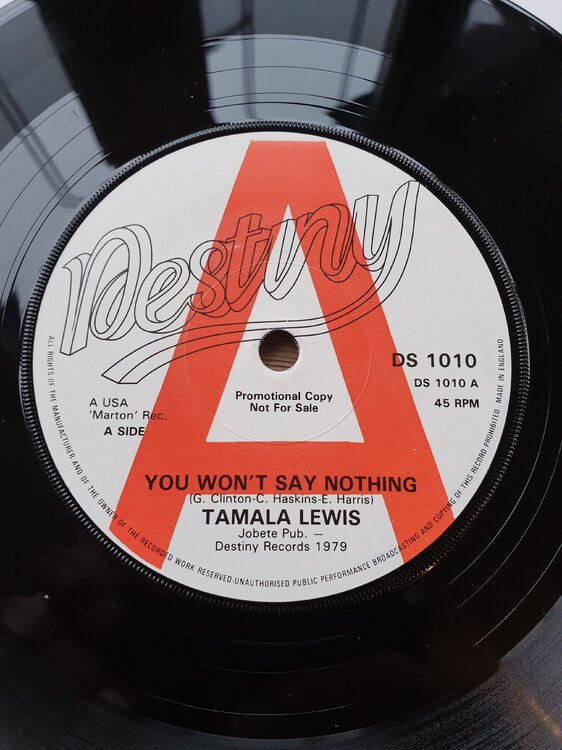 Destiny
A
DS 1010
DS 1010 A
45 RPM
A USA
'Marton' Rec.
A SIDE
Promotional Copy
Not For Sale
YOU WON'T SAY NOTHING
(G. Clinton-C. Haskins-E. Harris)
TAMALA LEWIS
Jobete Pub. —
Destiny Records 1979
ALL RIGHTS OF THE MANUFACTURER AND OF THE OWNER OF THE RECORDED WORK RESERVED-UNAUTHORISED PUBLIC PERFORMANCE BROADCASTING AND COPYING OF THIS RECORD PROHIBITED MADE IN ENGLAND